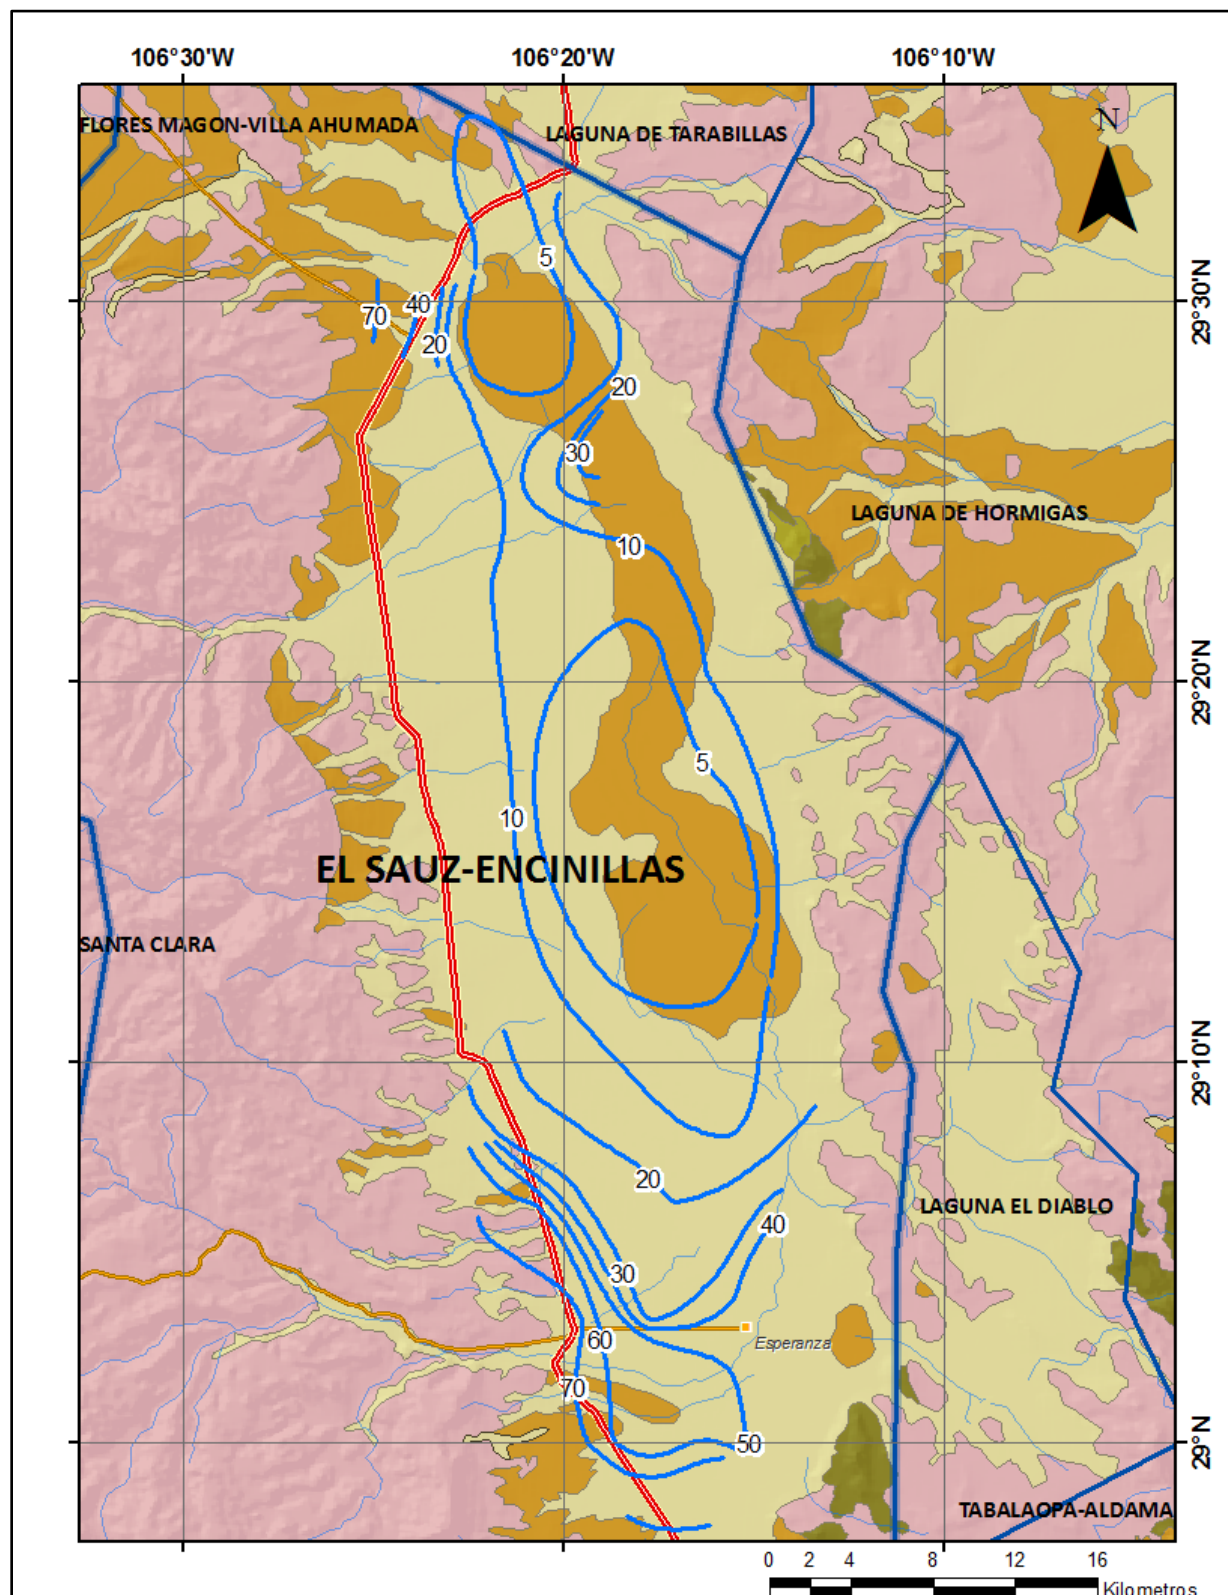 106°30'W 106°20'W 106°10'W
FLORES MAGON-VILLA AHUMADA
LAGUNA DE TARABILLAS
N
5
29°30'N
70
40
20
20
30
LAGUNA DE HORMIGAS
10
29°20'N
5
10
EL SAUZ-ENCINILLAS
SANTA CLARA
29°10'N
20
LAGUNA EL DIABLO
40
30
60
Esperanza
70
50
29°N
TABALAOPA-ALDAMA
0 2 4 8 12 16
Kilometros